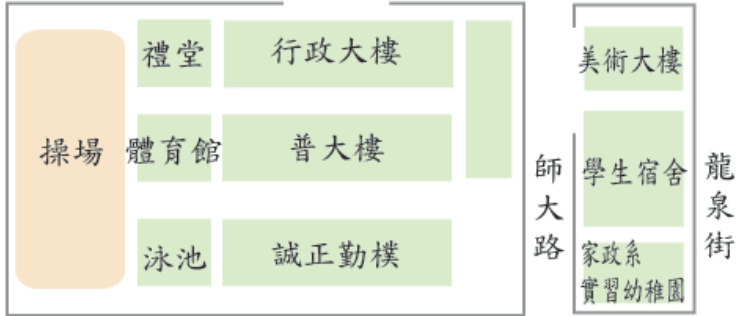 禮堂
行政大樓
美術大樓
操場
體育館
普大樓
師大路
學生宿舍
龍泉街
泳池
誠正勤樸
家政系
實習幼稚園